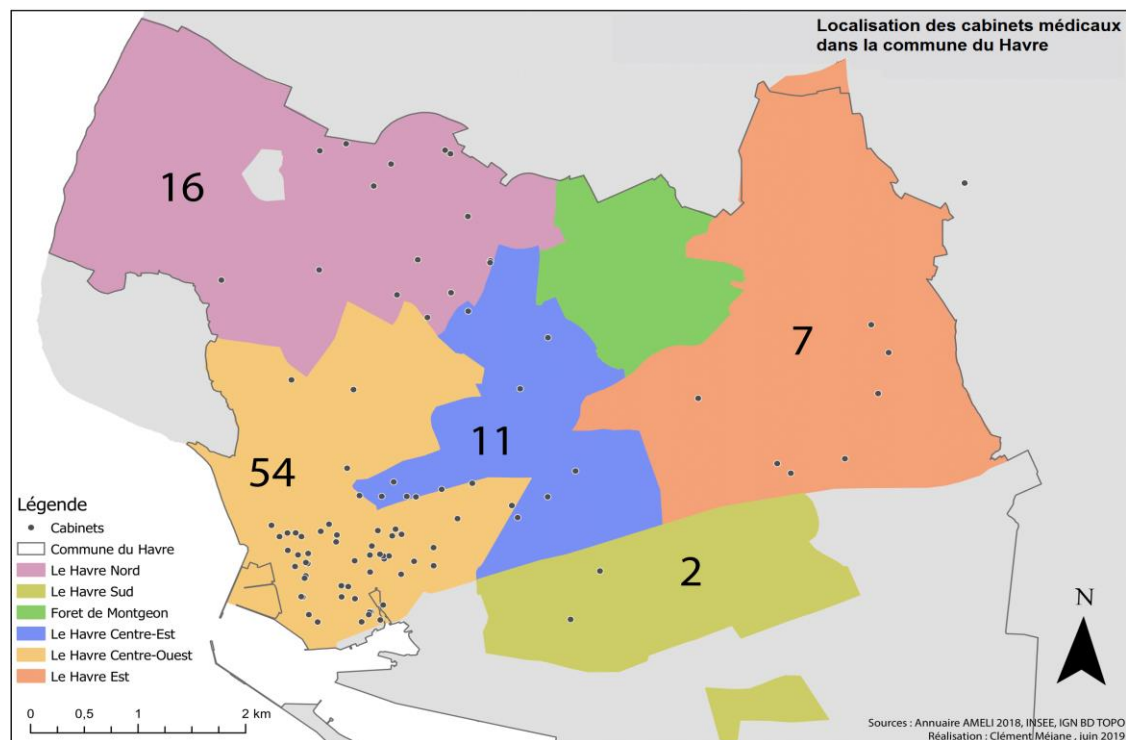 Localisation des cabinets médicaux
dans la commune du Havre
16
7
11
54
2
Légende
Cabinets
Commune du Havre
Le Havre Nord
Le Havre Sud
Foret de Montgeon
Le Havre Centre-Est
Le Havre Centre-Ouest
Le Havre Est
0 0,5 1 2 km
N
Sources : Annuaire AMELI 2018, INSEE, IGN BD TOPO
Réalisation : Clément Méjane , juin 2019